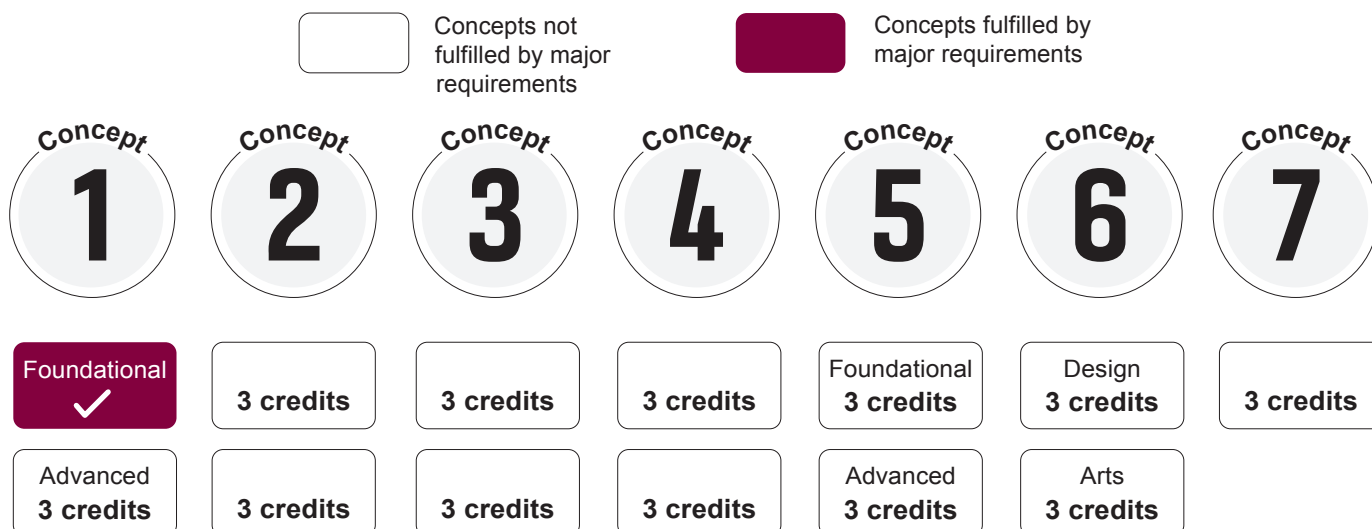 Concepts not
fulfilled by major
requirements
Concepts fulfilled by
major requirements
Concept
1
Concept
2
Concept
3
Concept
4
Concept
5
Concept
6
Concept
7
Foundational
3 credits
3 credits
3 credits
Foundational
3 credits
Design
3 credits
3 credits
Advanced
3 credits
3 credits
3 credits
3 credits
Advanced
3 credits
Arts
3 credits